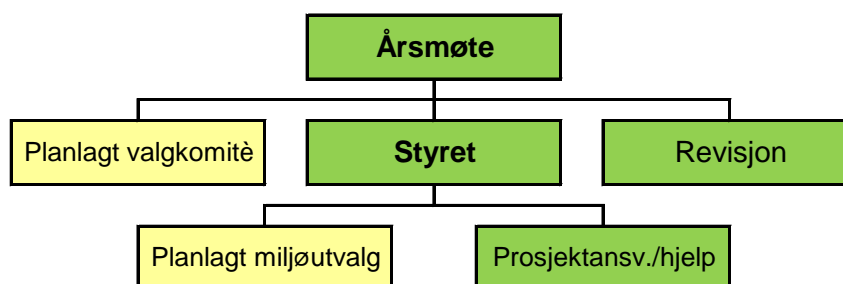 Årsmøte
Planlagt valgkomitè
Styret
Revisjon
Planlagt miljøutvalg
Prosjektansv./hjelp